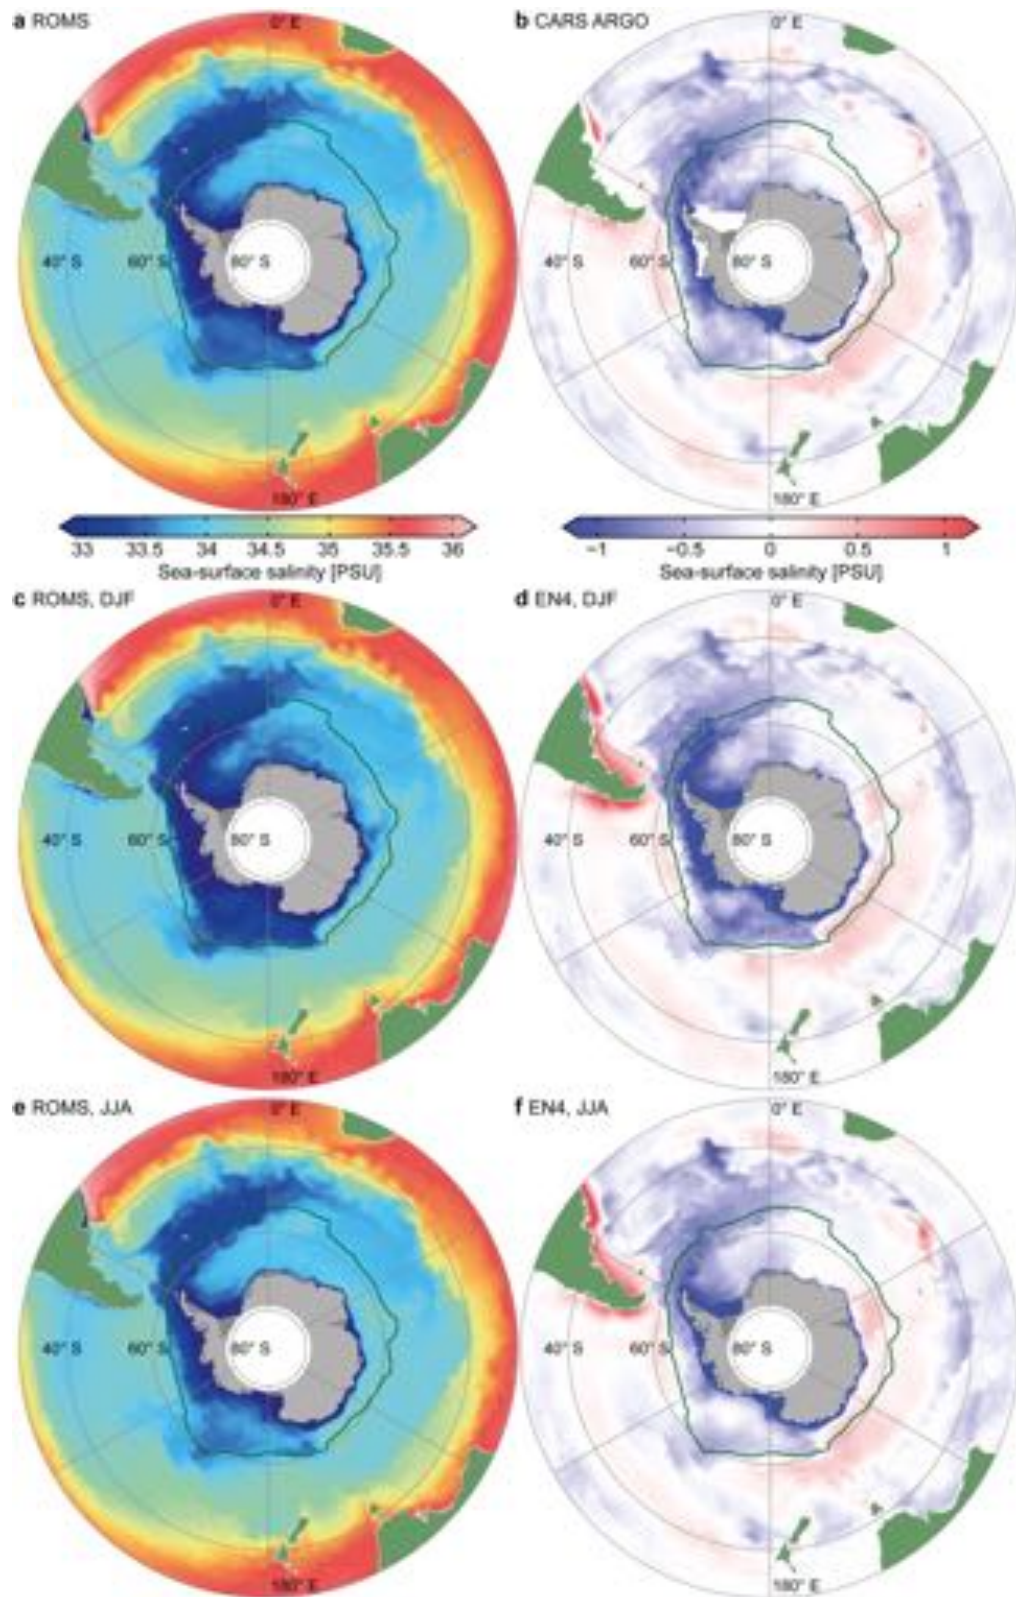 a ROMS
b CARS ARGO
0° E
0° E
40° S
60° S
80° S
40° S
60° S
80° S
180° E
180° E
33 33.5 34 34.5 35 35.5 36
−1 −0.5 0 0.5 1
Sea-surface salinity [PSU]
Sea-surface salinity [PSU]
c ROMS, DJF
d EN4, DJF
0° E
0° E
40° S
60° S
80° S
40° S
60° S
80° S
180° E
180° E
e ROMS, JJA
f EN4, JJA
0° E
0° E
40° S
60° S
80° S
40° S
60° S
80° S
180° E
180° E